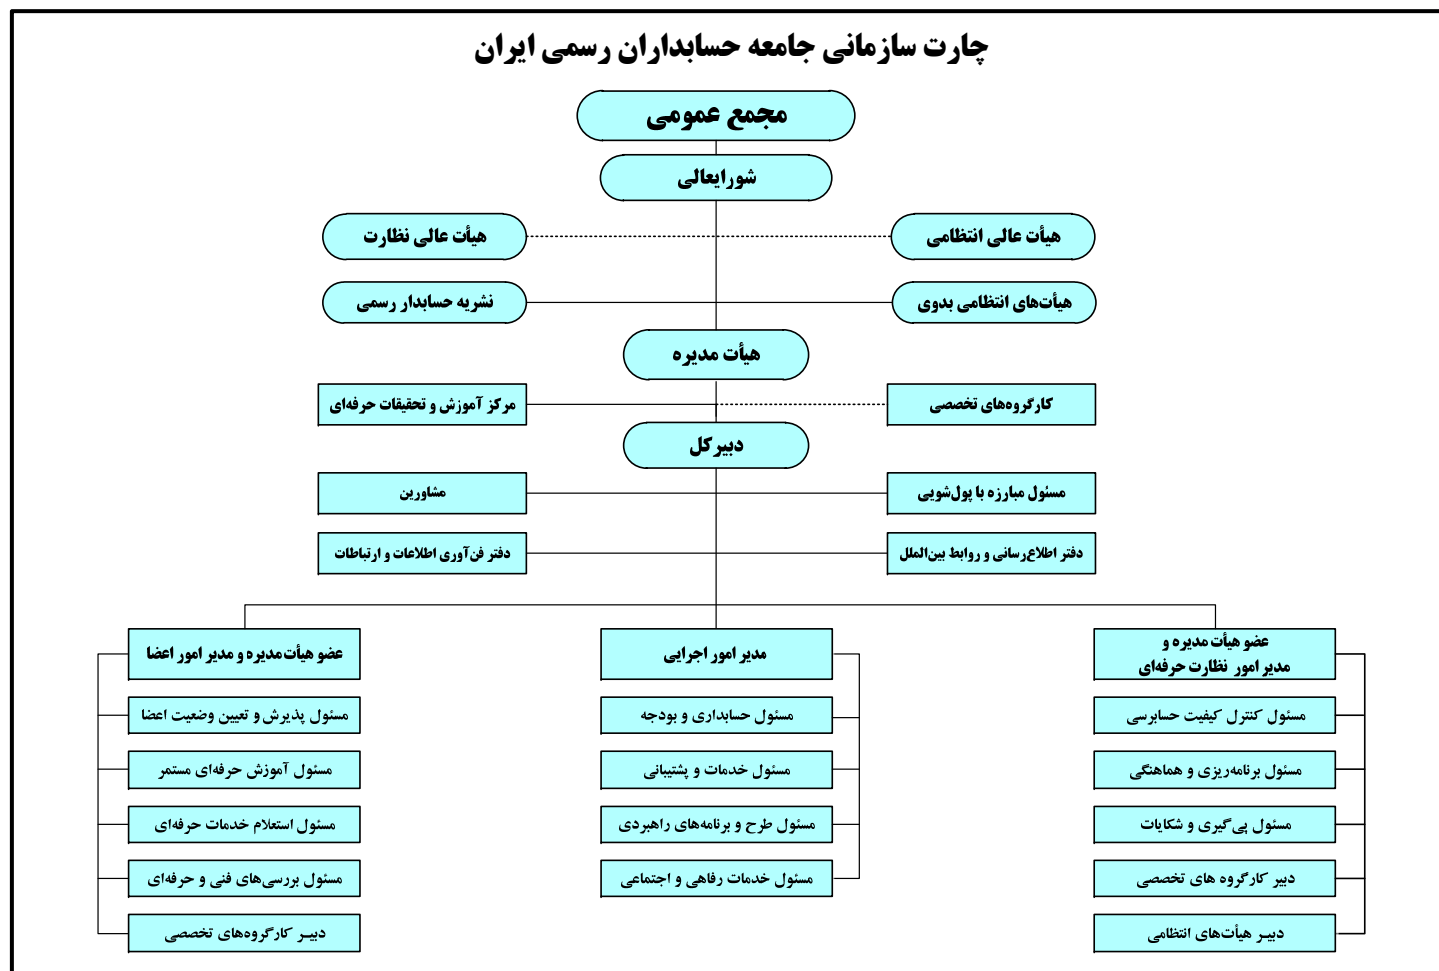 چارت سازمانی جامعه حسابداران رسمی ایران
مجمع عمومی
شورایعالی
هیأت عالی انتظامی
هیأت عالی نظارت
هیأت‌های انتظامی بدوی
نشریه حسابدار رسمی
هیأت مدیره
کارگروه‌های تخصصی
مرکز آموزش و تحقیقات حرفه‌ای
دبیرکل
مسئول مبارزه با پول‌شویی
مشاورین
دفتر اطلاع‌رسانی و روابط بین‌الملل
دفتر فن‌آوری اطلاعات و ارتباطات
عضو هیأت مدیره و
مدیر امور نظارت حرفه‌ای
مسئول کنترل کیفیت حسابرسی
مسئول برنامه‌ریزی و هماهنگی
مسئول پی‌گیری و شکایات
دبیر کارگروه های تخصصی
دبیـر هیأت‌های انتظامی
مدیر امور اجرایی
مسئول حسابداری و بودجه
مسئول خدمات و پشتیبانی
مسئول طرح و برنامه‌های راهبردی
مسئول خدمات رفاهی و اجتماعی
عضو هیأت‌مدیره و مدیر امور اعضا
مسئول پذیرش و تعیین وضعیت اعضا
مسئول آموزش حرفه‌ای مستمر
مسئول استعلام خدمات حرفه‌ای
مسئول بررسی‌های فنی و حرفه‌ای
دبیـر کارگروه‌های تخصصی